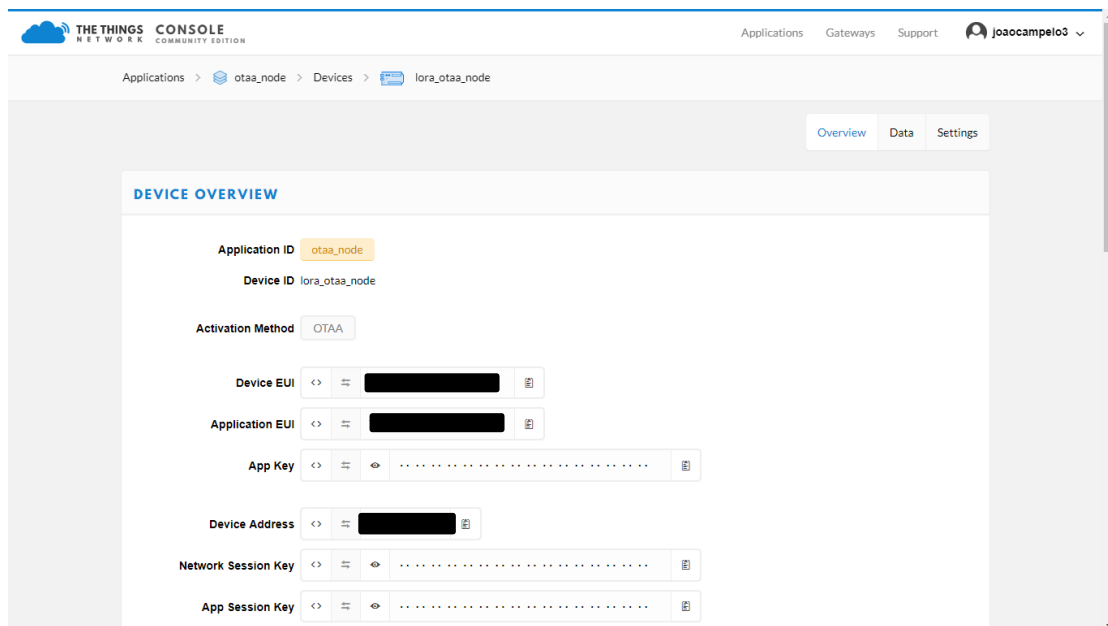 THE THINGS NETWORK CONSOLE COMMUNITY EDITION
Applications Gateways Support joaocampelo3
Applications > otaa_node > Devices > lora_otaa_node
Overview Data Settings
DEVICE OVERVIEW
Application ID otaa_node
Device ID lora_otaa_node
Activation Method OTAA
Device EUI
Application EUI
App Key
Device Address
Network Session Key
App Session Key